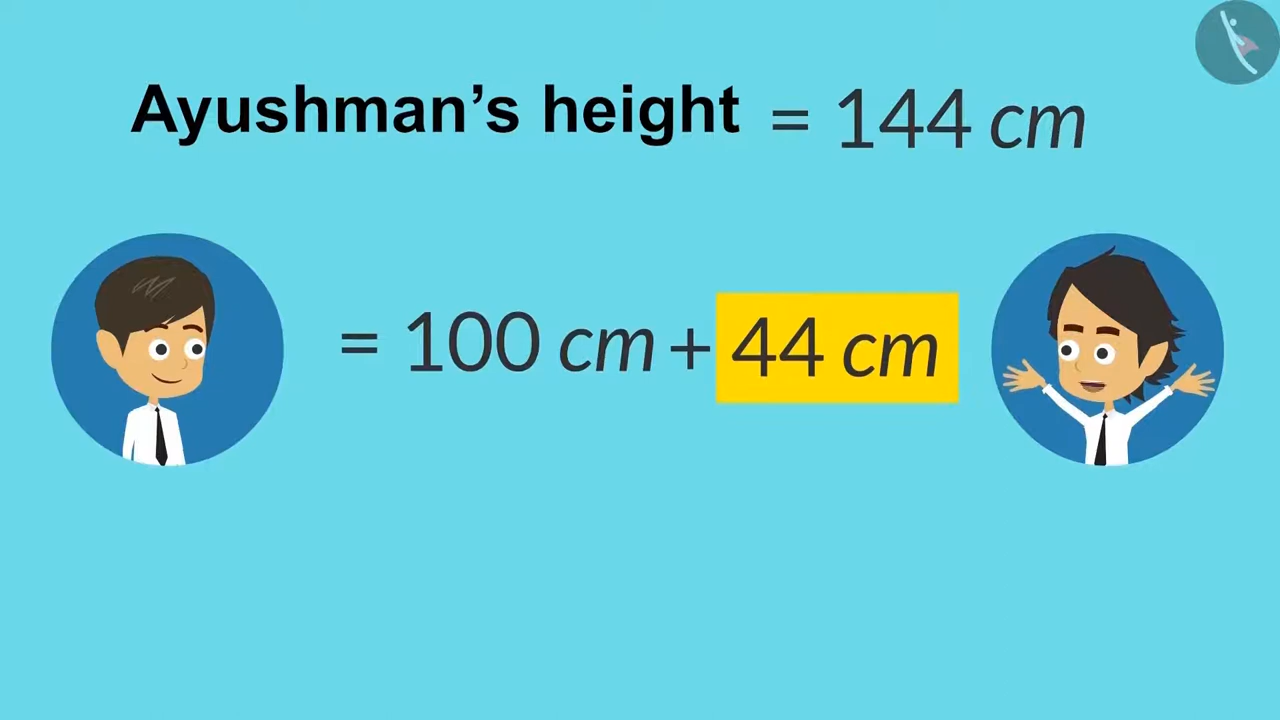 Ayushman’s height = 144 cm
= 100 cm + 44 cm